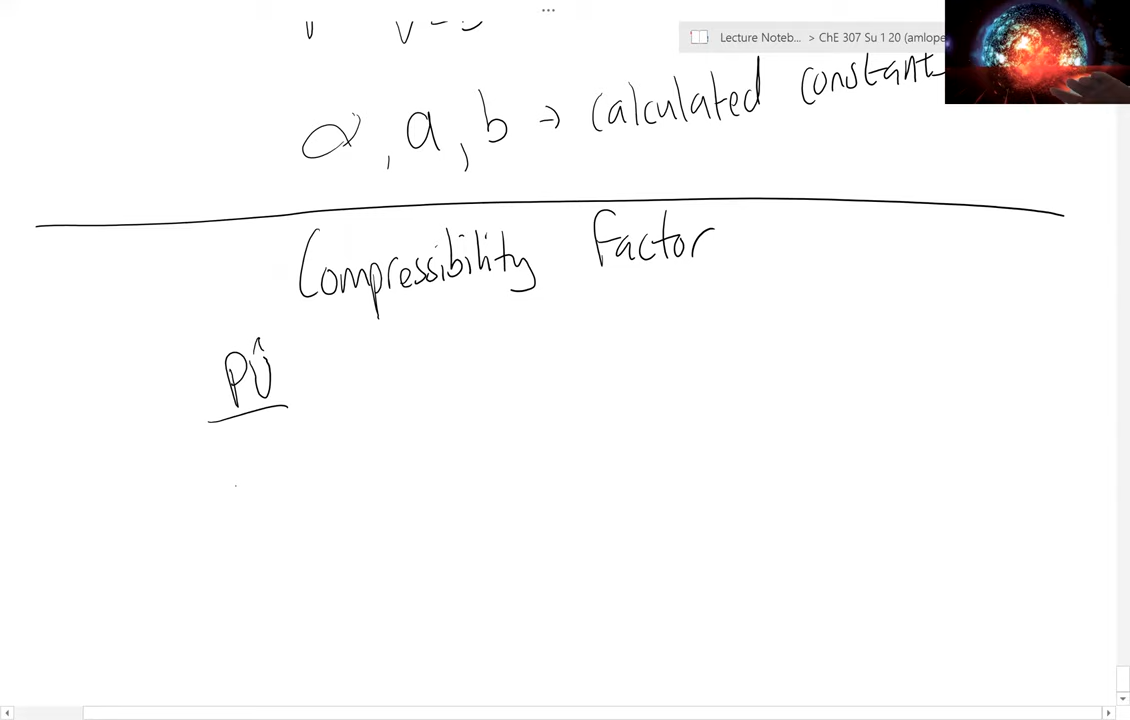 Lecture Noteb... > ChE 307 Su 1 20 (amlope
α, a, b → calculated constants
Compressibility Factor
PV̂